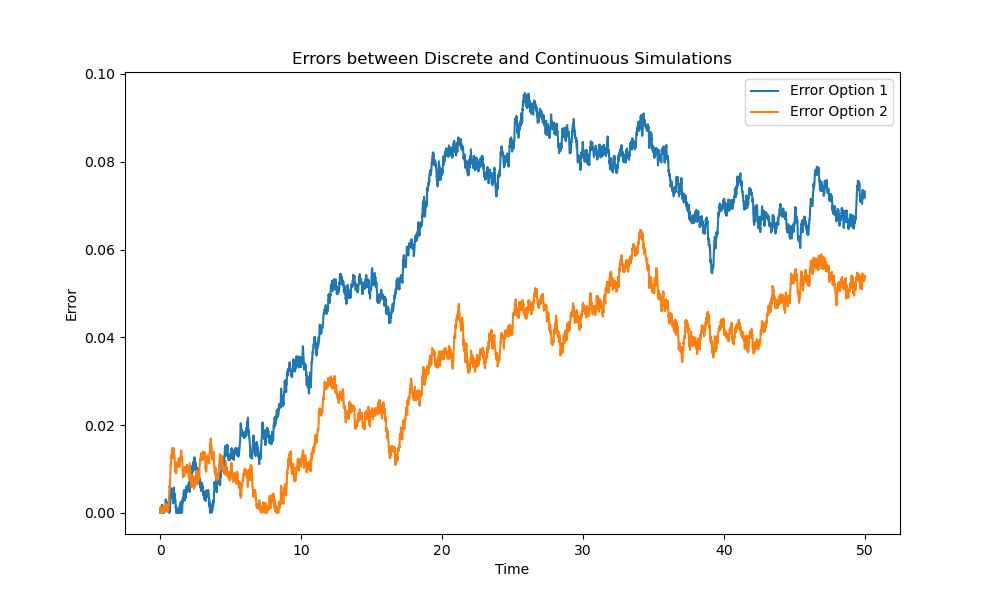 Errors between Discrete and Continuous Simulations
Error Option 1
Error Option 2
Error
0.10
0.08
0.06
0.04
0.02
0.00
0 10 20 30 40 50
Time